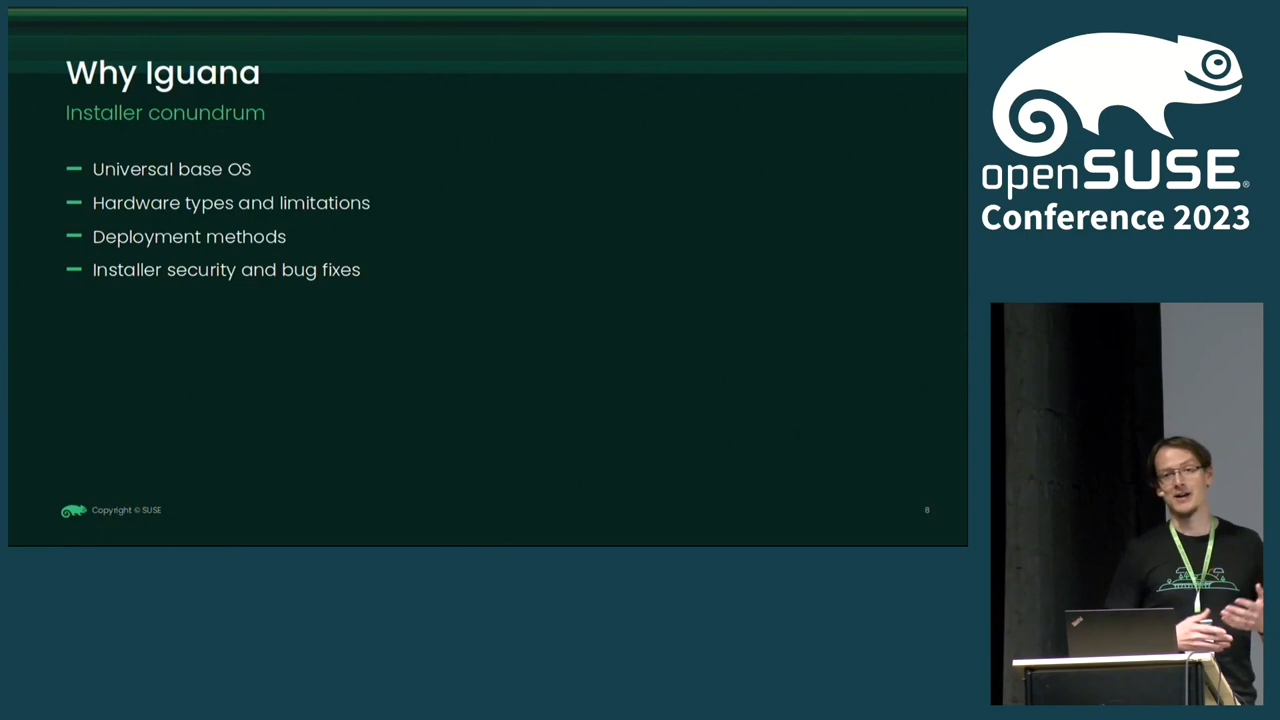 Why Iguana
Installer conundrum
Universal base OS
Hardware types and limitations
Deployment methods
Installer security and bug fixes
Copyright © SUSE
8
openSUSE®
Conference 2023